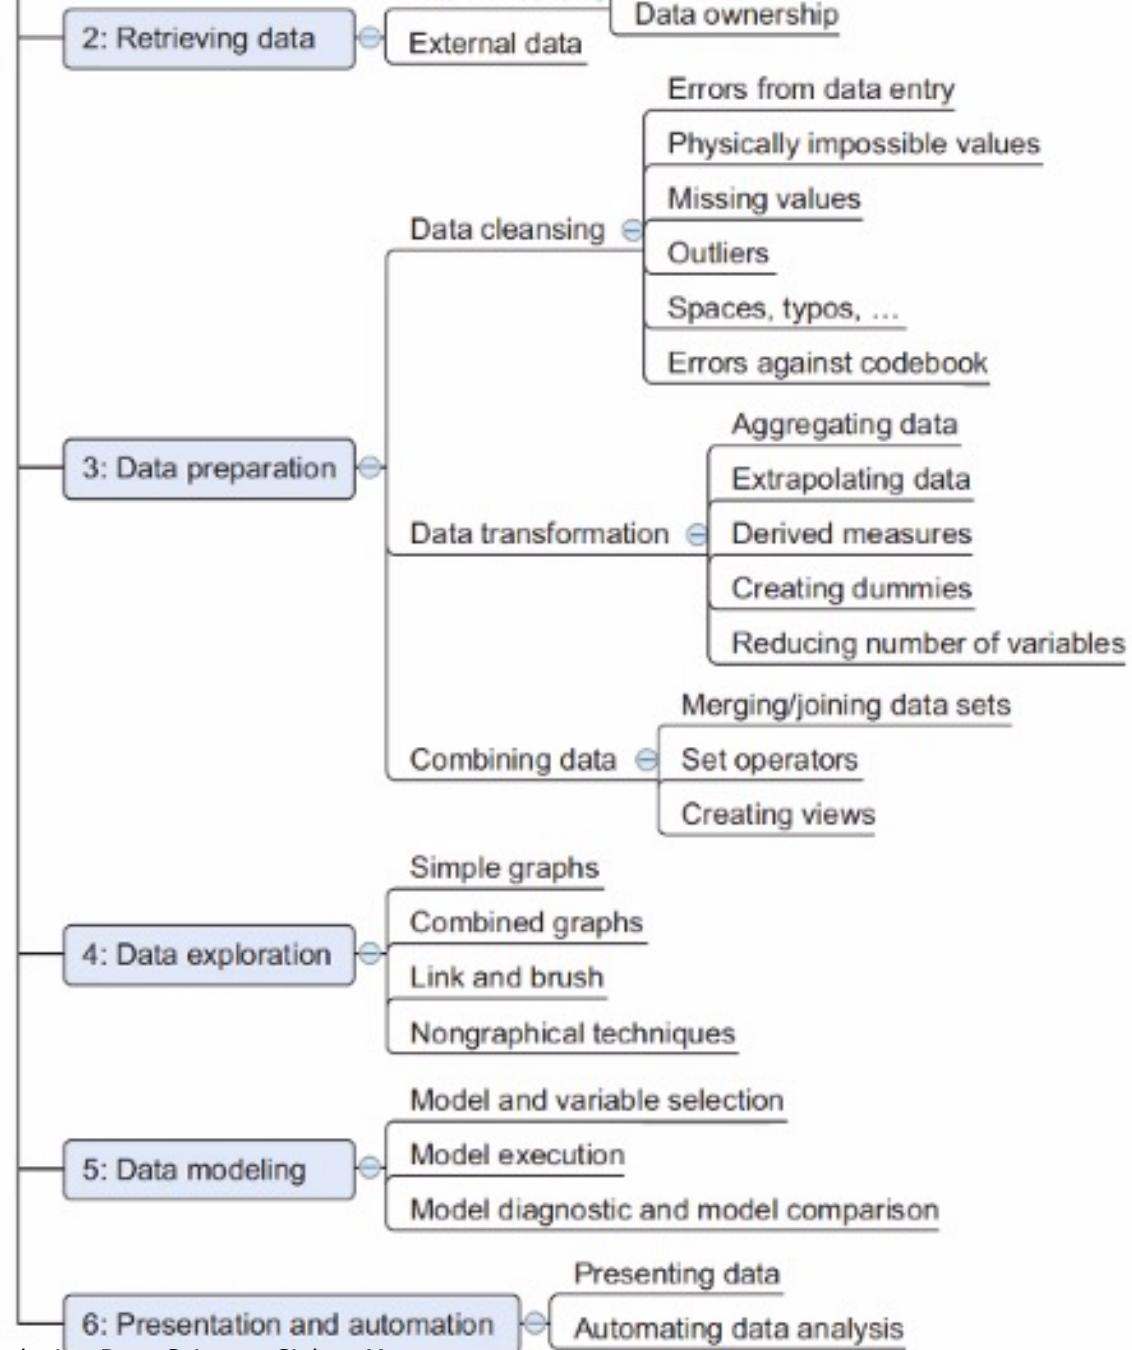 Data ownership
2: Retrieving data
External data
Errors from data entry
Physically impossible values
Missing values
Data cleansing
Outliers
Spaces, typos, ...
Errors against codebook
Aggregating data
3: Data preparation
Extrapolating data
Data transformation
Derived measures
Creating dummies
Reducing number of variables
Merging/joining data sets
Combining data
Set operators
Creating views
Simple graphs
Combined graphs
4: Data exploration
Link and brush
Nongraphical techniques
Model and variable selection
5: Data modeling
Model execution
Model diagnostic and model comparison
Presenting data
6: Presentation and automation
Automating data analysis